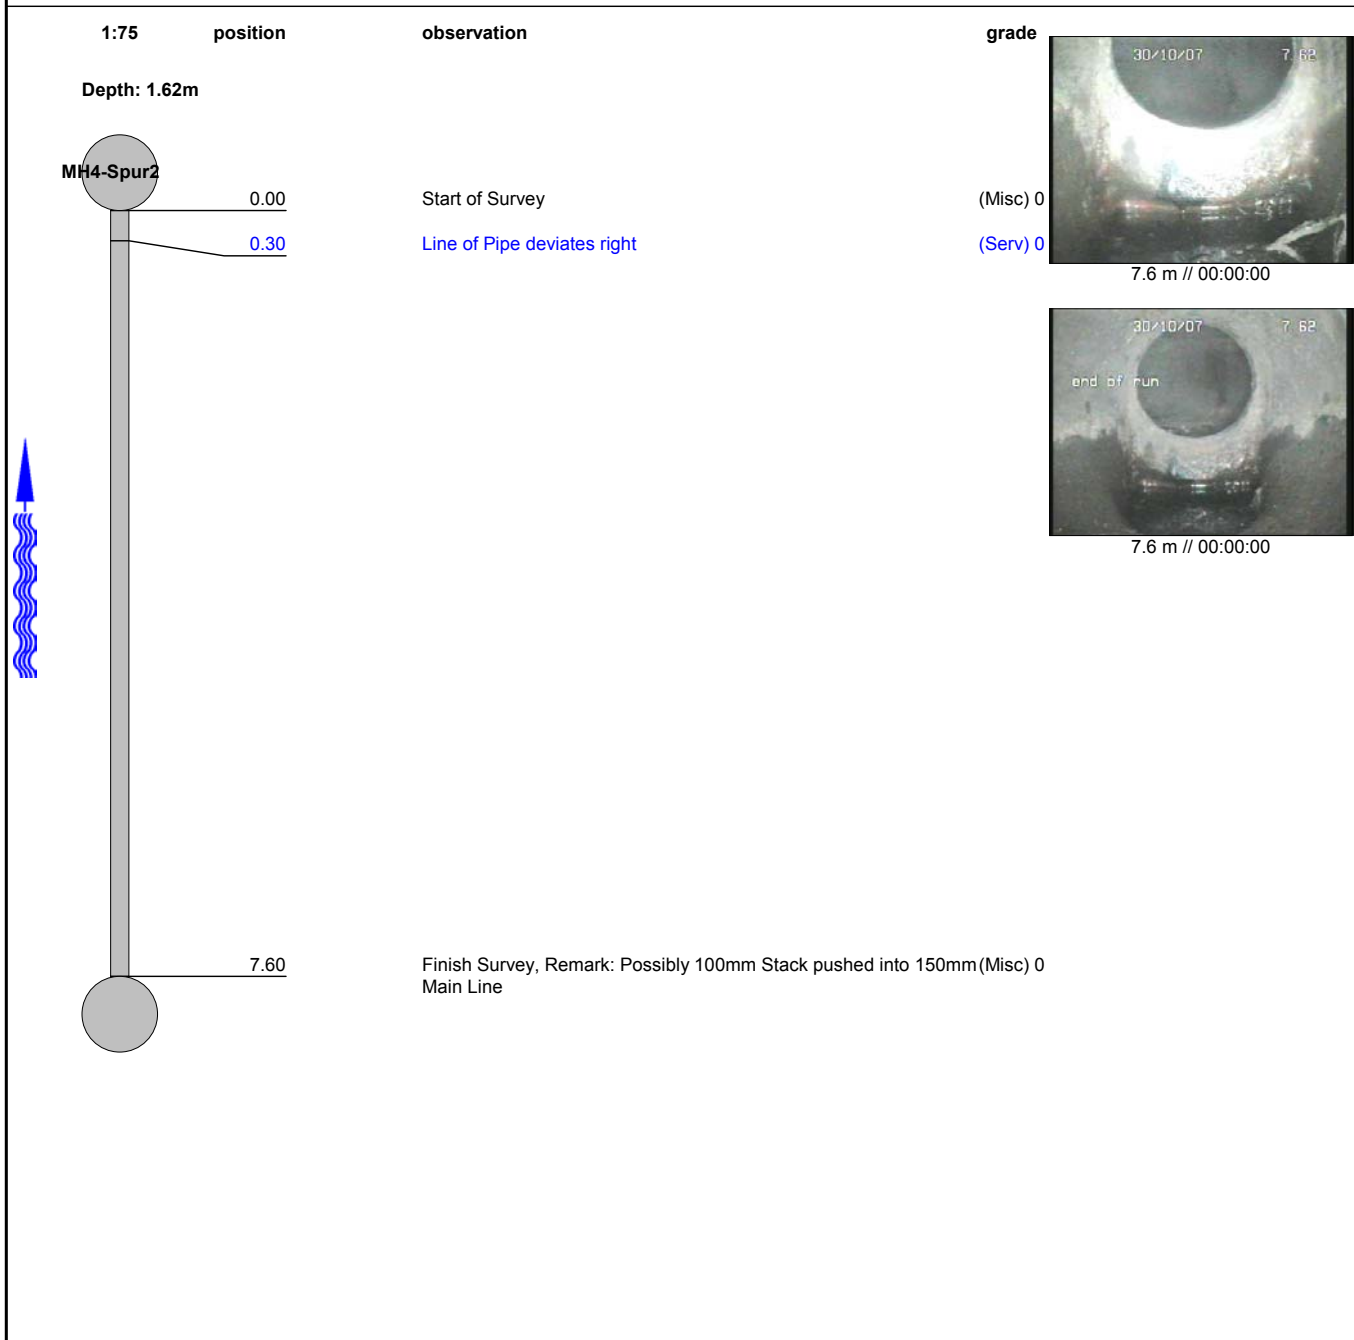 1:75 position observation grade
Depth: 1.62m
MH4-Spur2
0.00 Start of Survey (Misc) 0
0.30 Line of Pipe deviates right (Serv) 0
30/10/07 7.62
7.6 m // 00:00:00
30/10/07 7.62
end of run
7.6 m // 00:00:00
7.60 Finish Survey, Remark: Possibly 100mm Stack pushed into 150mm (Misc) 0
Main Line